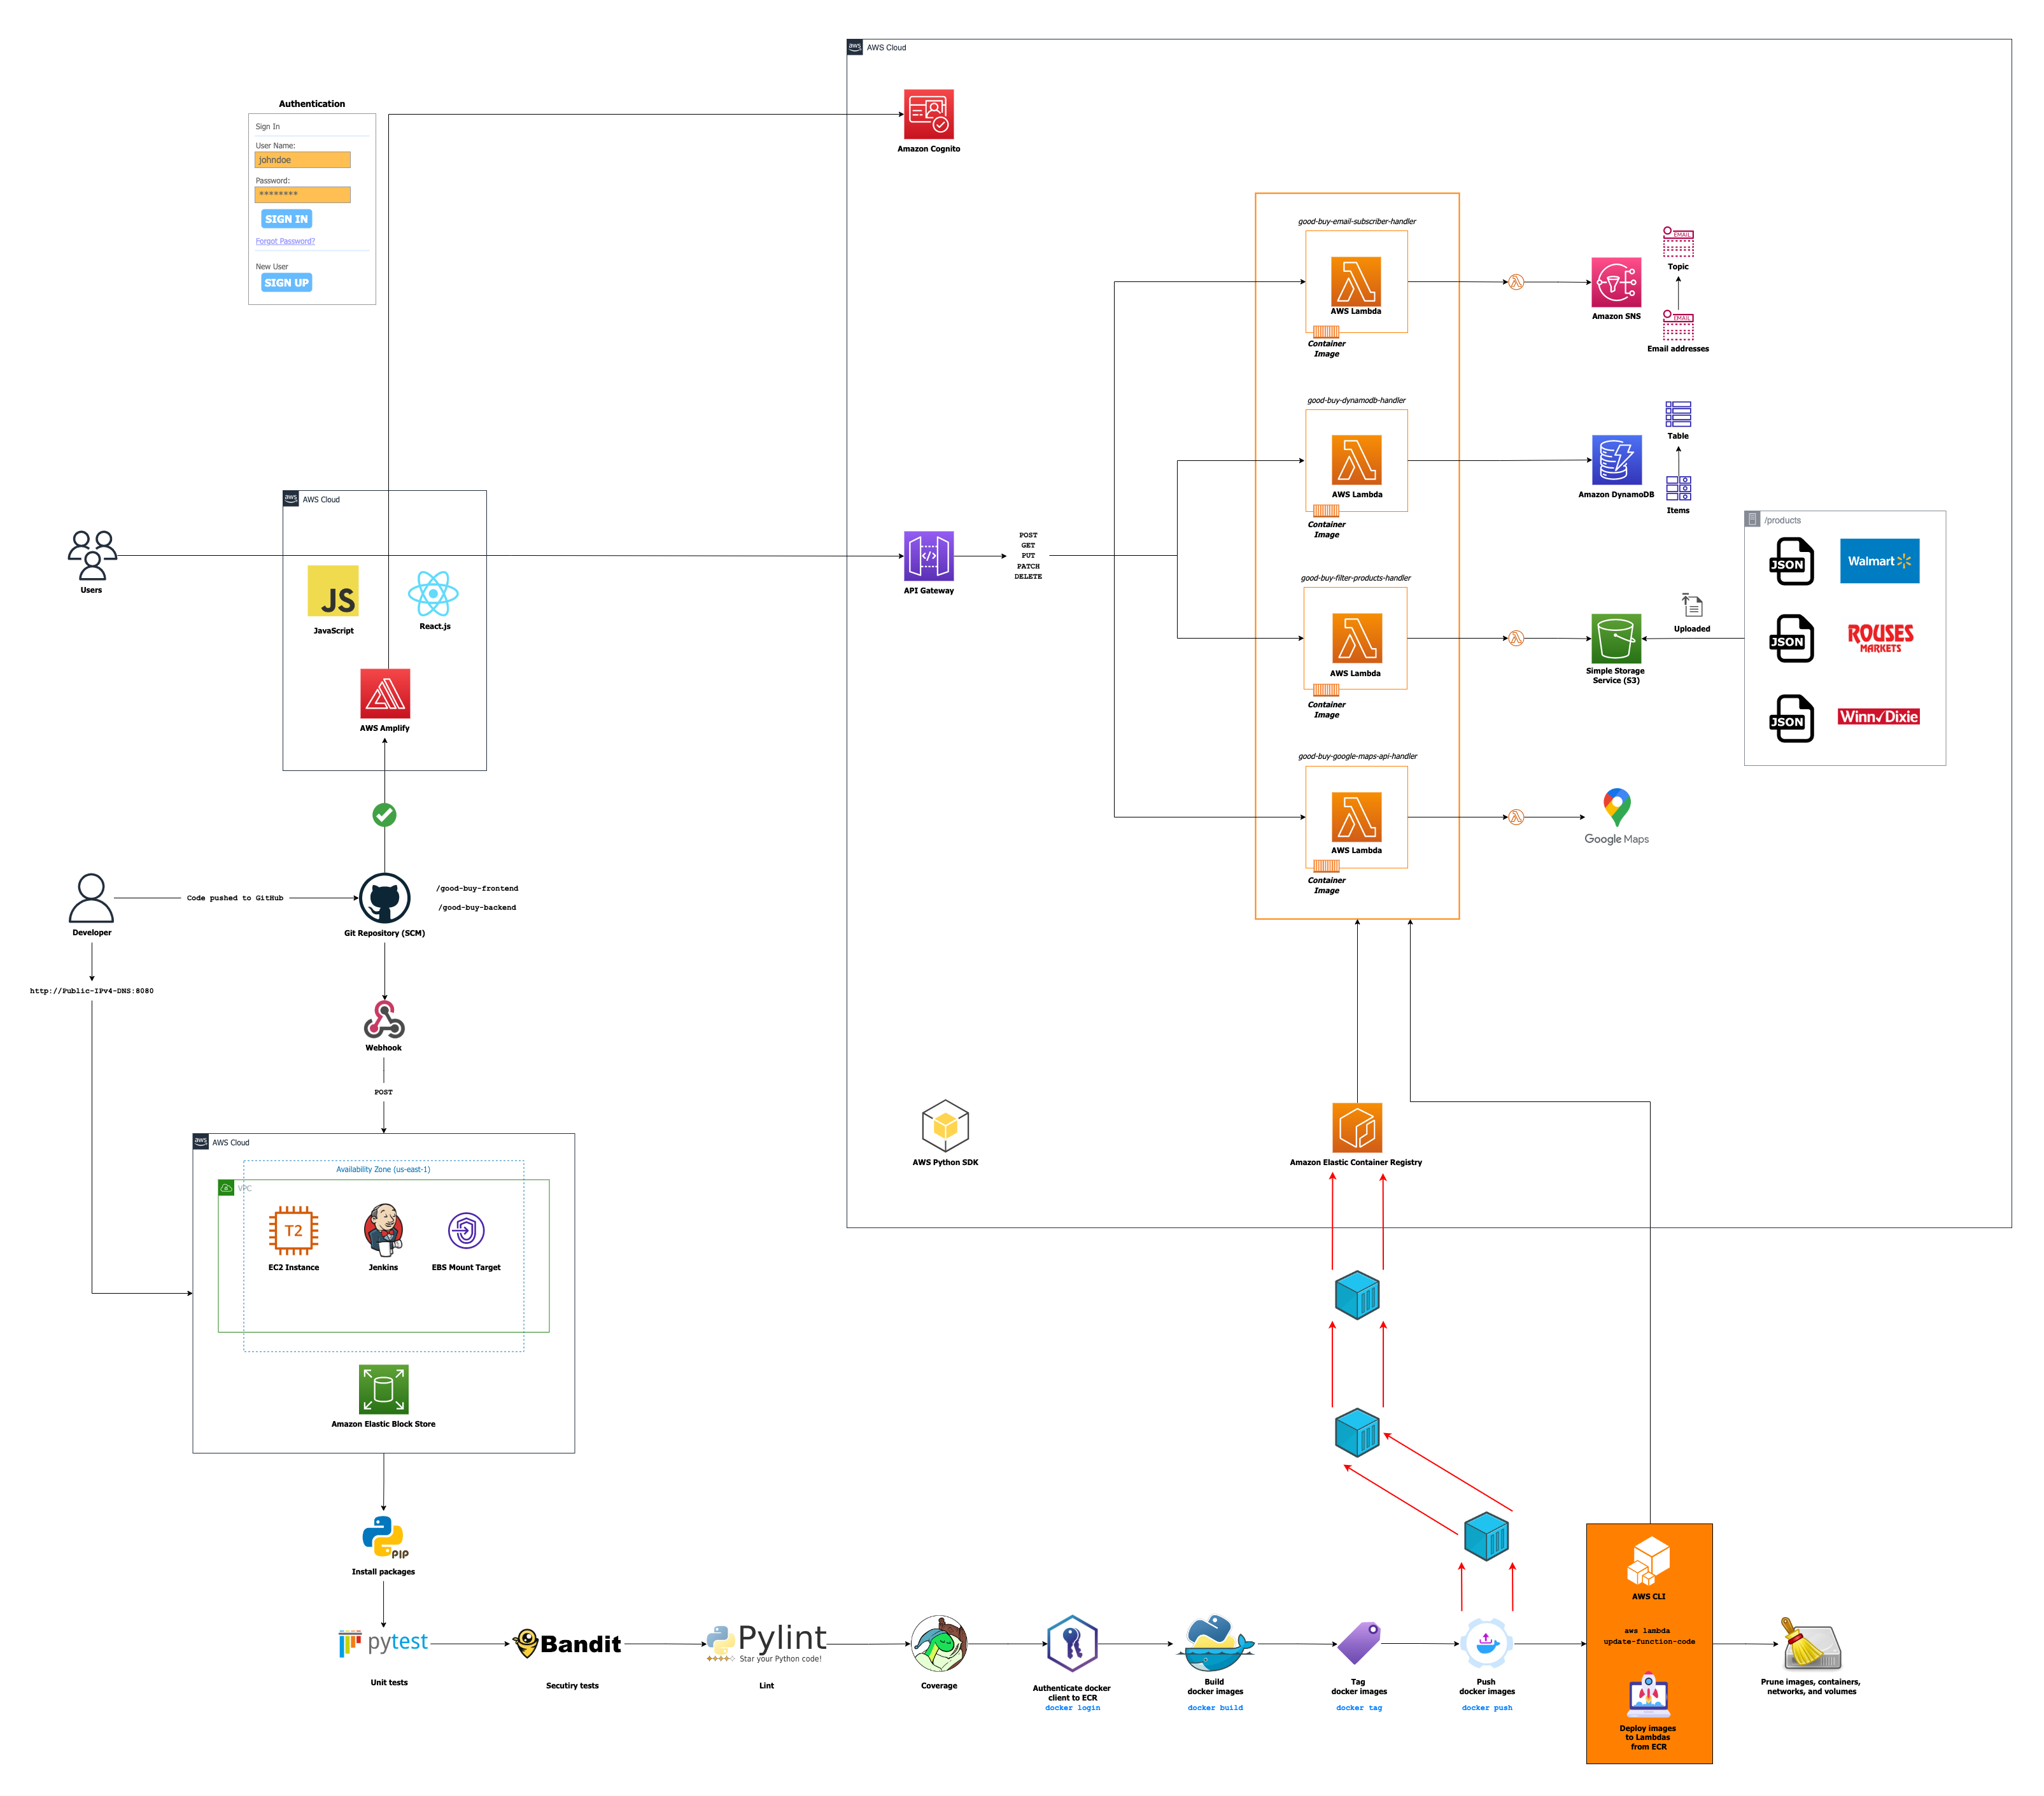 aws
AWS Cloud
Amazon Cognito
Authentication
Sign In
User Name:
johndoe
Password:
********
SIGN IN
Forgot Password?
New User
SIGN UP
good-buy-email-subscriber-handler
AWS Lambda
Container
Image
Amazon SNS
EMAIL
Topic
EMAIL
Email addresses
good-buy-dynamodb-handler
AWS Lambda
Container
Image
Amazon DynamoDB
Table
Items
aws
AWS Cloud
Users
JS
JavaScript
React.js
AWS Amplify
API Gateway
POST
GET
PUT
PATCH
DELETE
good-buy-filter-products-handler
AWS Lambda
Container
Image
Simple Storage
Service (S3)
Uploaded
/products
JSON
Walmart
JSON
ROUSES
MARKETS
JSON
Winn Dixie
good-buy-google-maps-api-handler
AWS Lambda
Container
Image
Google Maps
Developer
Code pushed to GitHub
Git Repository (SCM)
/good-buy-frontend
/good-buy-backend
http://Public-IPv4-DNS:8080
Webhook
POST
aws
AWS Cloud
Availability Zone (us-east-1)
VPC
T2
EC2 Instance
Jenkins
EBS Mount Target
Amazon Elastic Block Store
AWS Python SDK
Amazon Elastic Container Registry
PIP
Install packages
pytest
Unit tests
Bandit
Secutiry tests
Pylint
Star your Python code!
Lint
Coverage
Authenticate docker
client to ECR
docker login
Build
docker images
docker build
Tag
docker images
docker tag
Push
docker images
docker push
AWS CLI
aws lambda
update-function-code
Deploy images
to Lambdas
from ECR
Prune images, containers,
networks, and volumes